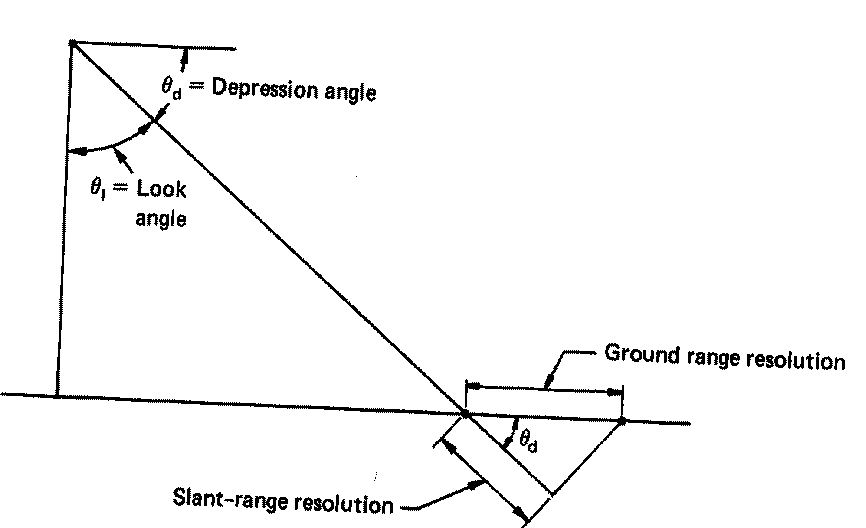 θd = Depression angle
θl = Look
angle
Ground range resolution
θd
Slant-range resolution